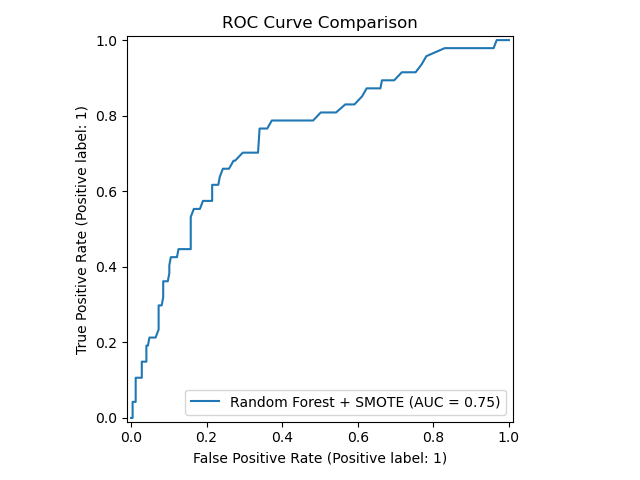 ROC Curve Comparison
True Positive Rate (Positive label: 1)
1.0
0.8
0.6
0.4
0.2
0.0
Random Forest + SMOTE (AUC = 0.75)
0.0 0.2 0.4 0.6 0.8 1.0
False Positive Rate (Positive label: 1)